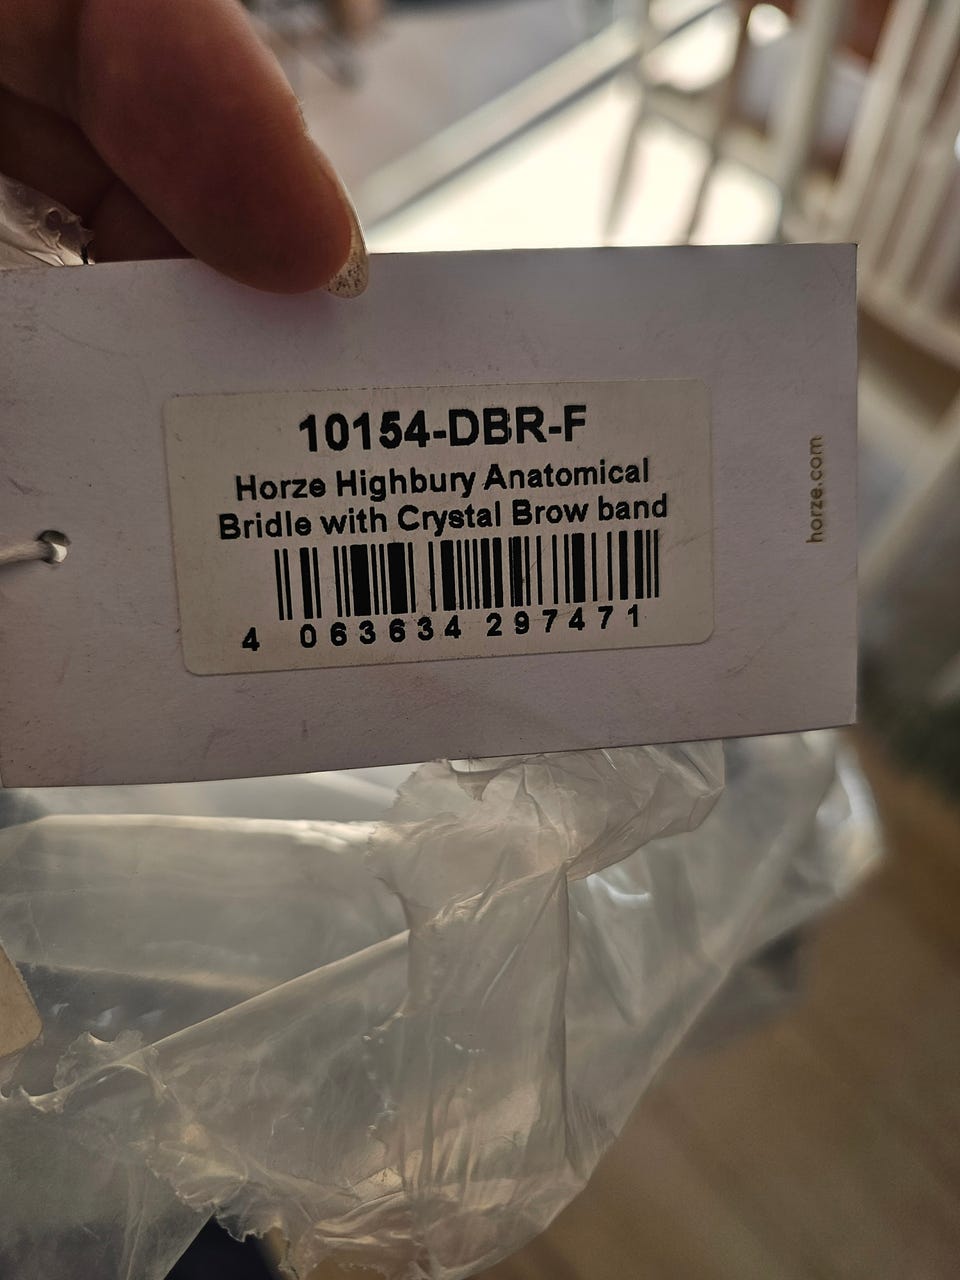 10154-DBR-F
Horze Highbury Anatomical
Bridle with Crystal Brow band
4 063634 297471
horze.com